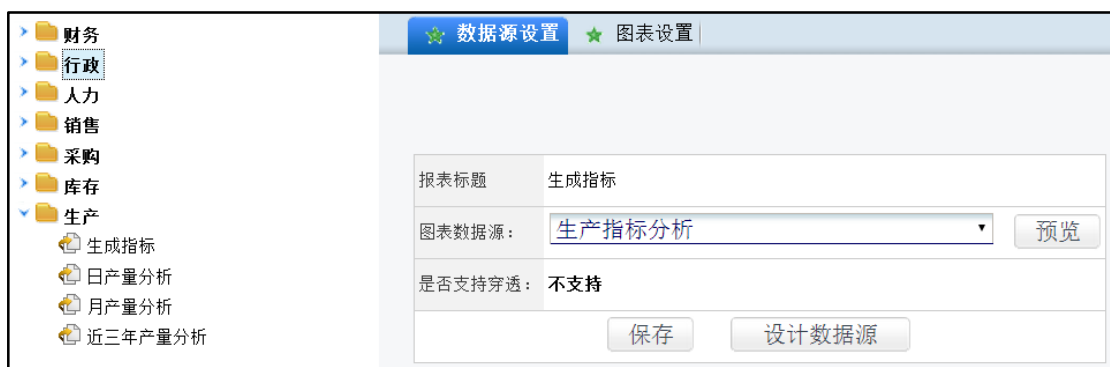 财务
行政
人力
销售
采购
库存
生产
生成指标
日产量分析
月产量分析
近三年产量分析
数据源设置 图表设置
报表标题 生成指标
图表数据源： 生产指标分析 预览
是否支持穿透： 不支持
保存 设计数据源